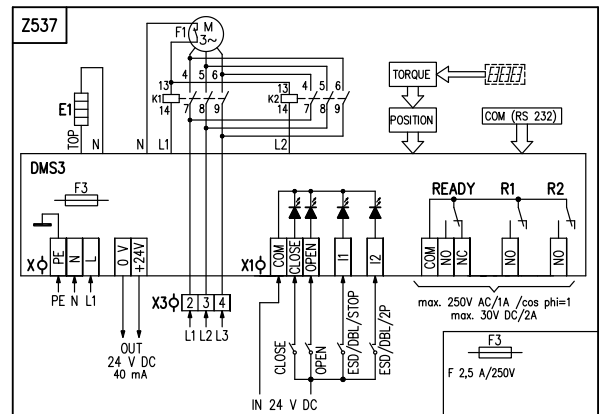 Z537
F1
M
3~
4 5 6
4 5 6
13
K1
14
7 8 9
13
K2
14
7 8 9
TORQUE
POSITION
COM (RS 232)
E1
TOP
N
N
L1
L2
DMS3
F3
READY R1 R2
X
PE
N
L
0 V
+24V
X1
COM
CLOSE
OPEN
I1
I2
COM
NO
NC
NO
NO
PE N L1
X3
2 3 4
L1 L2 L3
OUT
24 V DC
40 mA
CLOSE
OPEN
ESD/DBL/STOP
ESD/DBL/2P
IN 24 V DC
max. 250V AC/1A /cos phi=1
max. 30V DC/2A
F3
F 2,5 A/250V